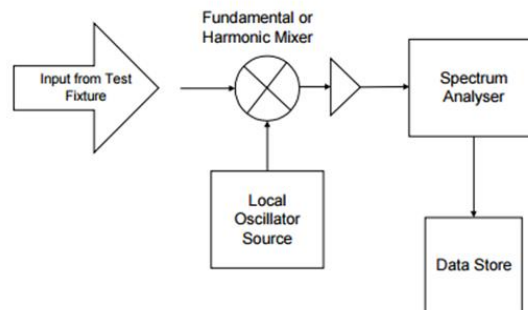 Fundamental or
Harmonic Mixer
Input from Test
Fixture
Spectrum
Analyser
Local
Oscillator
Source
Data Store